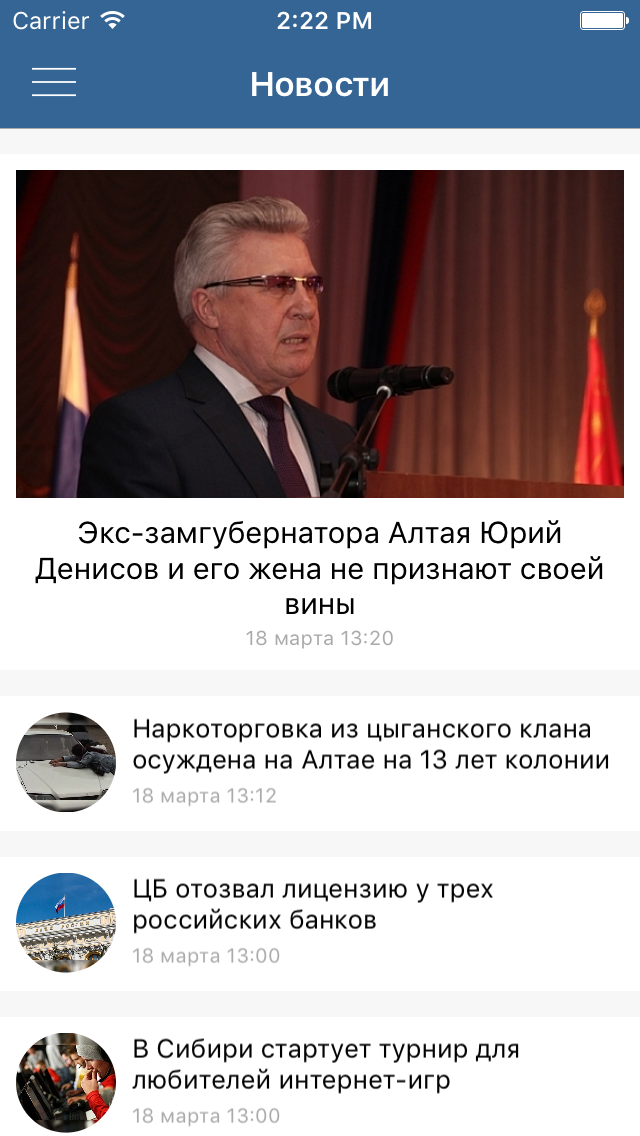 Carrier 2:22 PM
Новости
Экс-замгубернатора Алтая Юрий
Денисов и его жена не признают своей
вины
18 марта 13:20
Наркоторговка из цыганского клана
осуждена на Алтае на 13 лет колонии
18 марта 13:12
ЦБ отозвал лицензию у трех
российских банков
18 марта 13:00
В Сибири стартует турнир для
любителей интернет-игр
18 марта 13:00